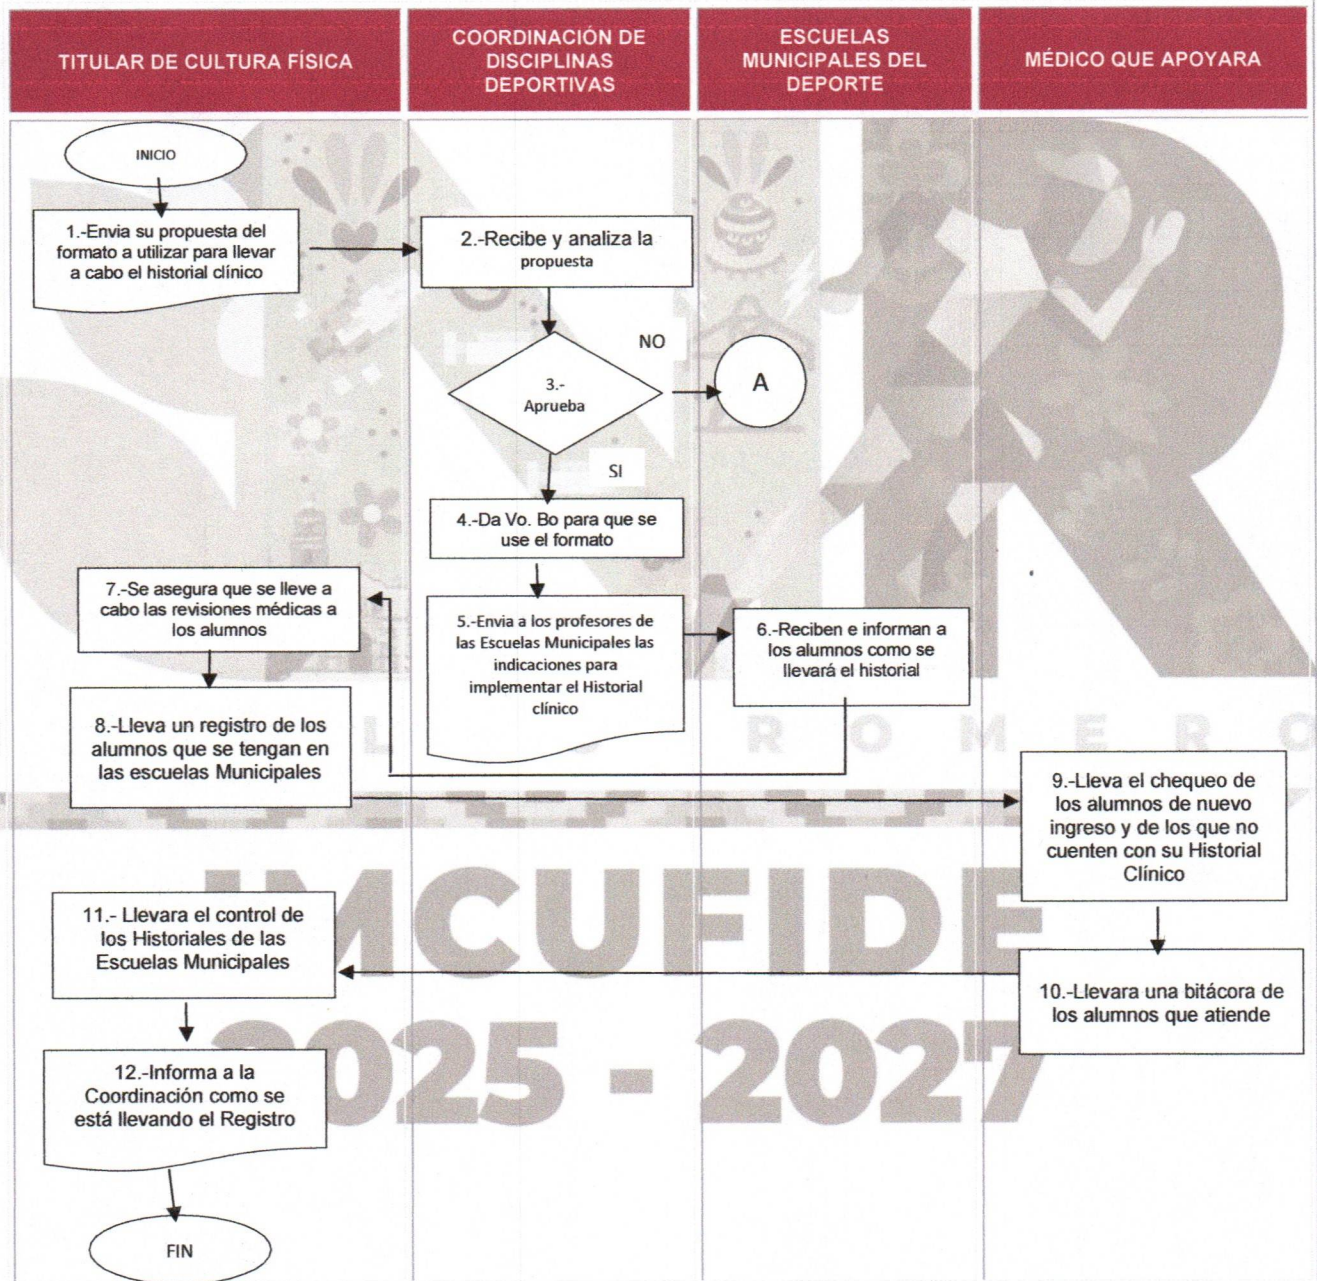 TITULAR DE CULTURA FÍSICA
COORDINACIÓN DE
DISCIPLINAS
DEPORTIVAS
ESCUELAS
MUNICIPALES DEL
DEPORTE
MÉDICO QUE APOYARA
INICIO
1.-Envia su propuesta del
formato a utilizar para llevar
a cabo el historial clínico
2.-Recibe y analiza la
propuesta
NO
3.-
Aprueba
A
SI
4.-Da Vo. Bo para que se
use el formato
5.-Envia a los profesores de
las Escuelas Municipales las
indicaciones para
implementar el Historial
clínico
6.-Reciben e informan a
los alumnos como se
llevará el historial
7.-Se asegura que se lleve a
cabo las revisiones médicas a
los alumnos
8.-Lleva un registro de los
alumnos que se tengan en
las escuelas Municipales
9.-Lleva el chequeo de
los alumnos de nuevo
ingreso y de los que no
cuenten con su Historial
Clínico
10.-Llevara una bitácora de
los alumnos que atiende
11.- Llevara el control de
los Historiales de las
Escuelas Municipales
12.-Informa a la
Coordinación como se
está llevando el Registro
FIN
ROMERO
IMCUFIDE
2025 - 2027